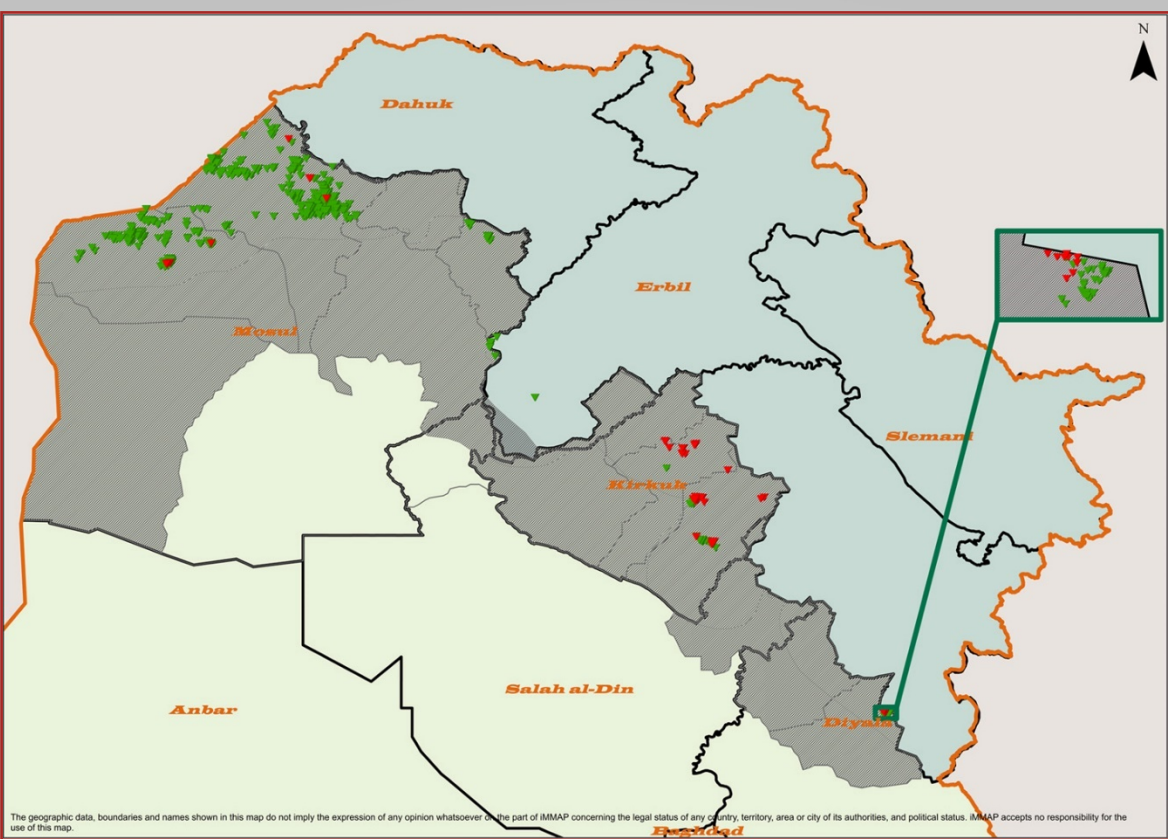 N
Dahuk
Erbil
Mosul
Slemani
Kirkuk
Salah al-Din
Anbar
Diyala
The geographic data, boundaries and names shown in this map do not imply the expression of any opinion whatsoever on the part of iMMAP concerning the legal status of any country, territory, area or city of its authorities, and political status. iMMAP accepts no responsibility for the
use of this map.
Baghdad